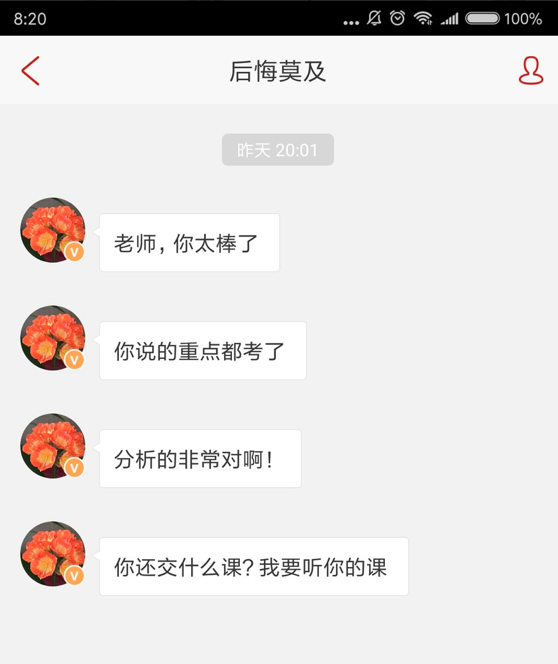 8:20
100%
后悔莫及
昨天 20:01
老师，你太棒了
V
你说的重点都考了
V
分析的非常对啊！
V
你还交什么课？我要听你的课
V